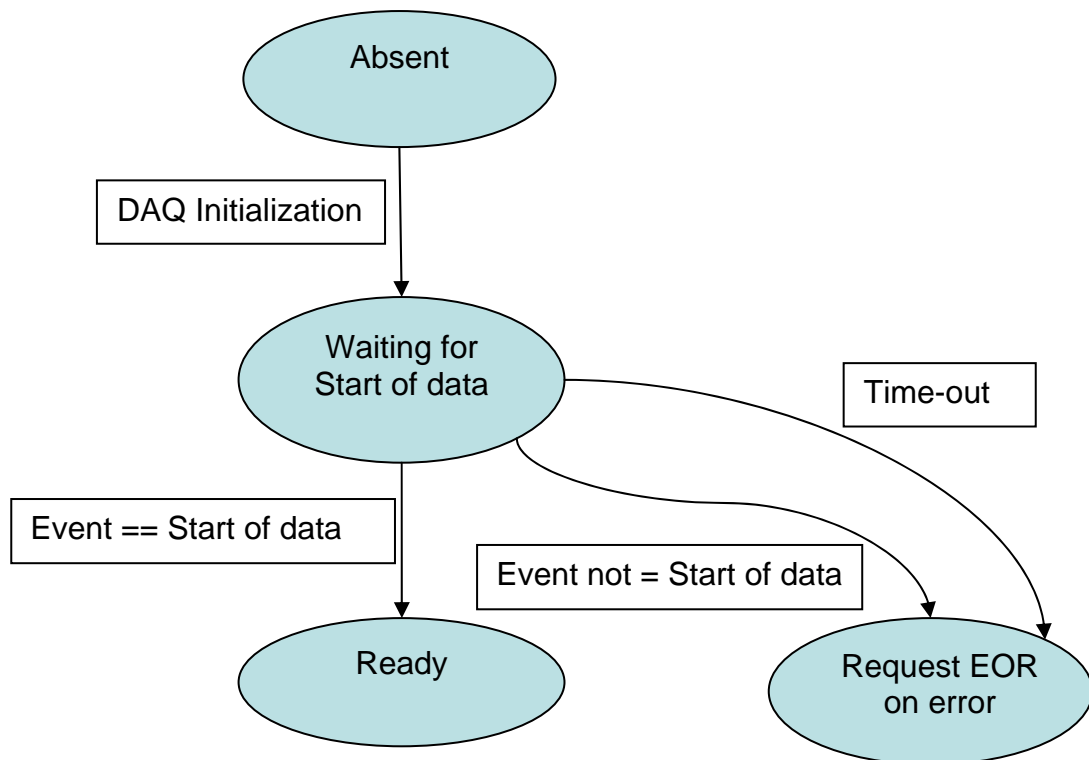 Absent
DAQ Initialization
Waiting for
Start of data
Time-out
Event == Start of data
Event not = Start of data
Ready
Request EOR
on error